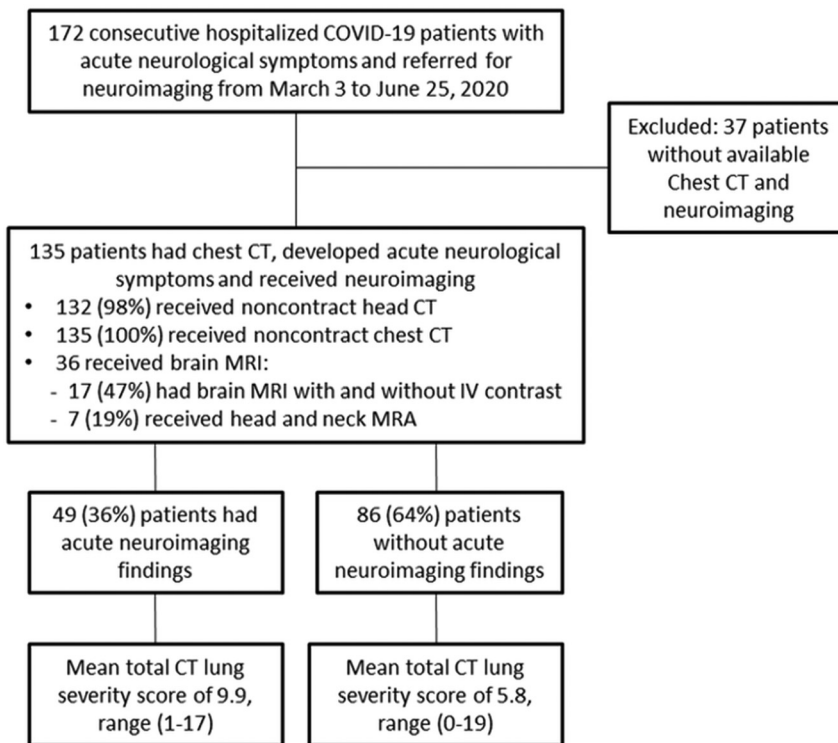 172 consecutive hospitalized COVID-19 patients with
acute neurological symptoms and referred for
neuroimaging from March 3 to June 25, 2020
Excluded: 37 patients
without available
Chest CT and
neuroimaging
135 patients had chest CT, developed acute neurological
symptoms and received neuroimaging
• 132 (98%) received noncontract head CT
• 135 (100%) received noncontract chest CT
• 36 received brain MRI:
- 17 (47%) had brain MRI with and without IV contrast
- 7 (19%) received head and neck MRA
49 (36%) patients had
acute neuroimaging
findings
86 (64%) patients
without acute
neuroimaging findings
Mean total CT lung
severity score of 9.9,
range (1-17)
Mean total CT lung
severity score of 5.8,
range (0-19)